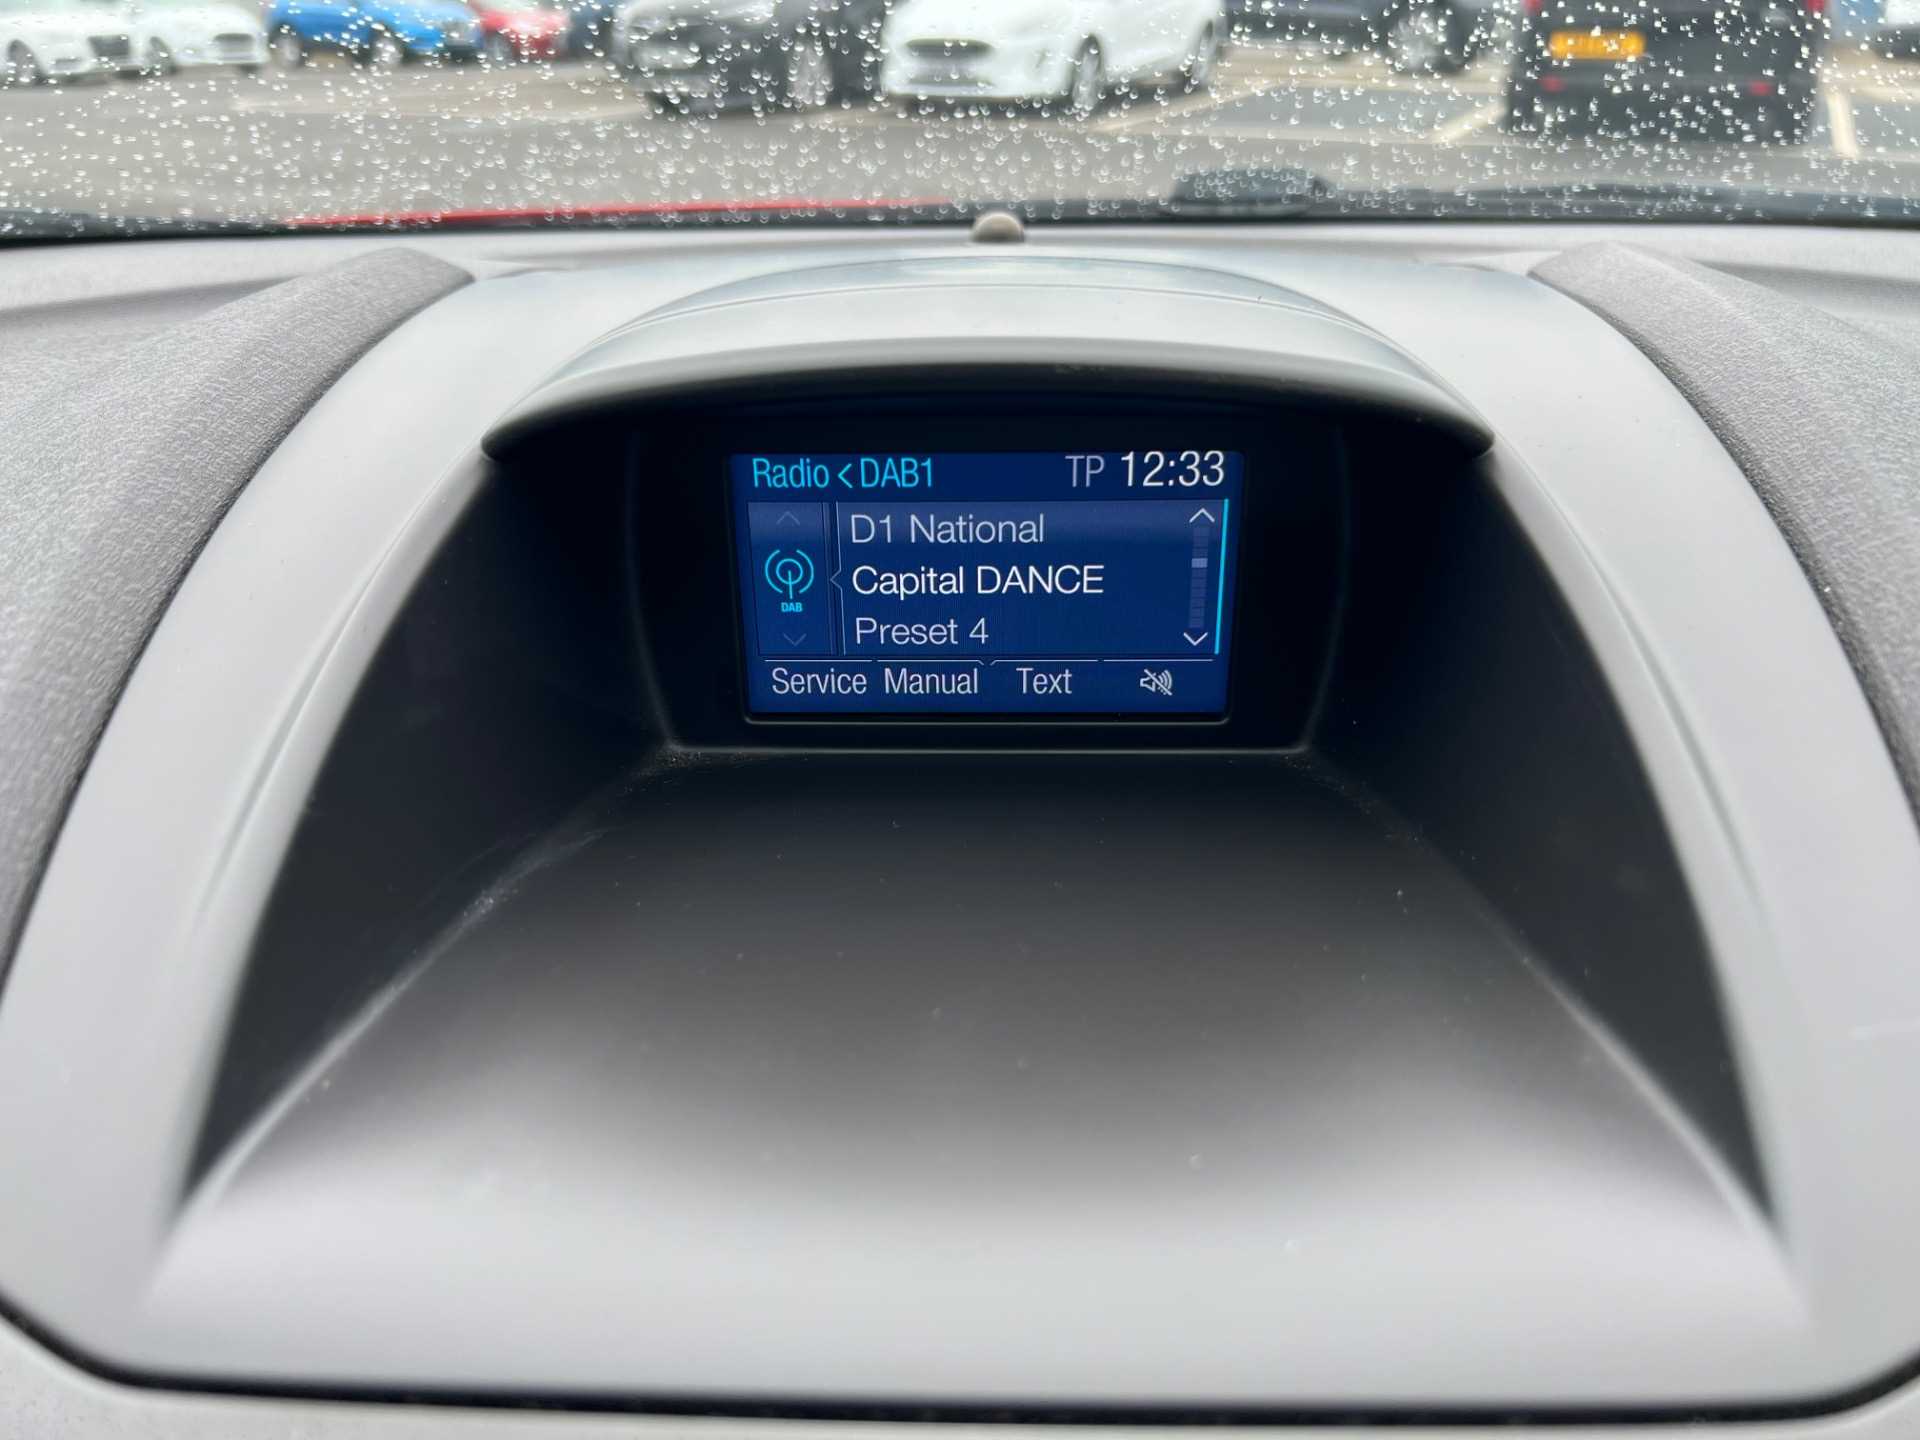 Radio < DAB1 TP 12:33
D1 National
Capital DANCE
DAB
Preset 4
Service Manual Text